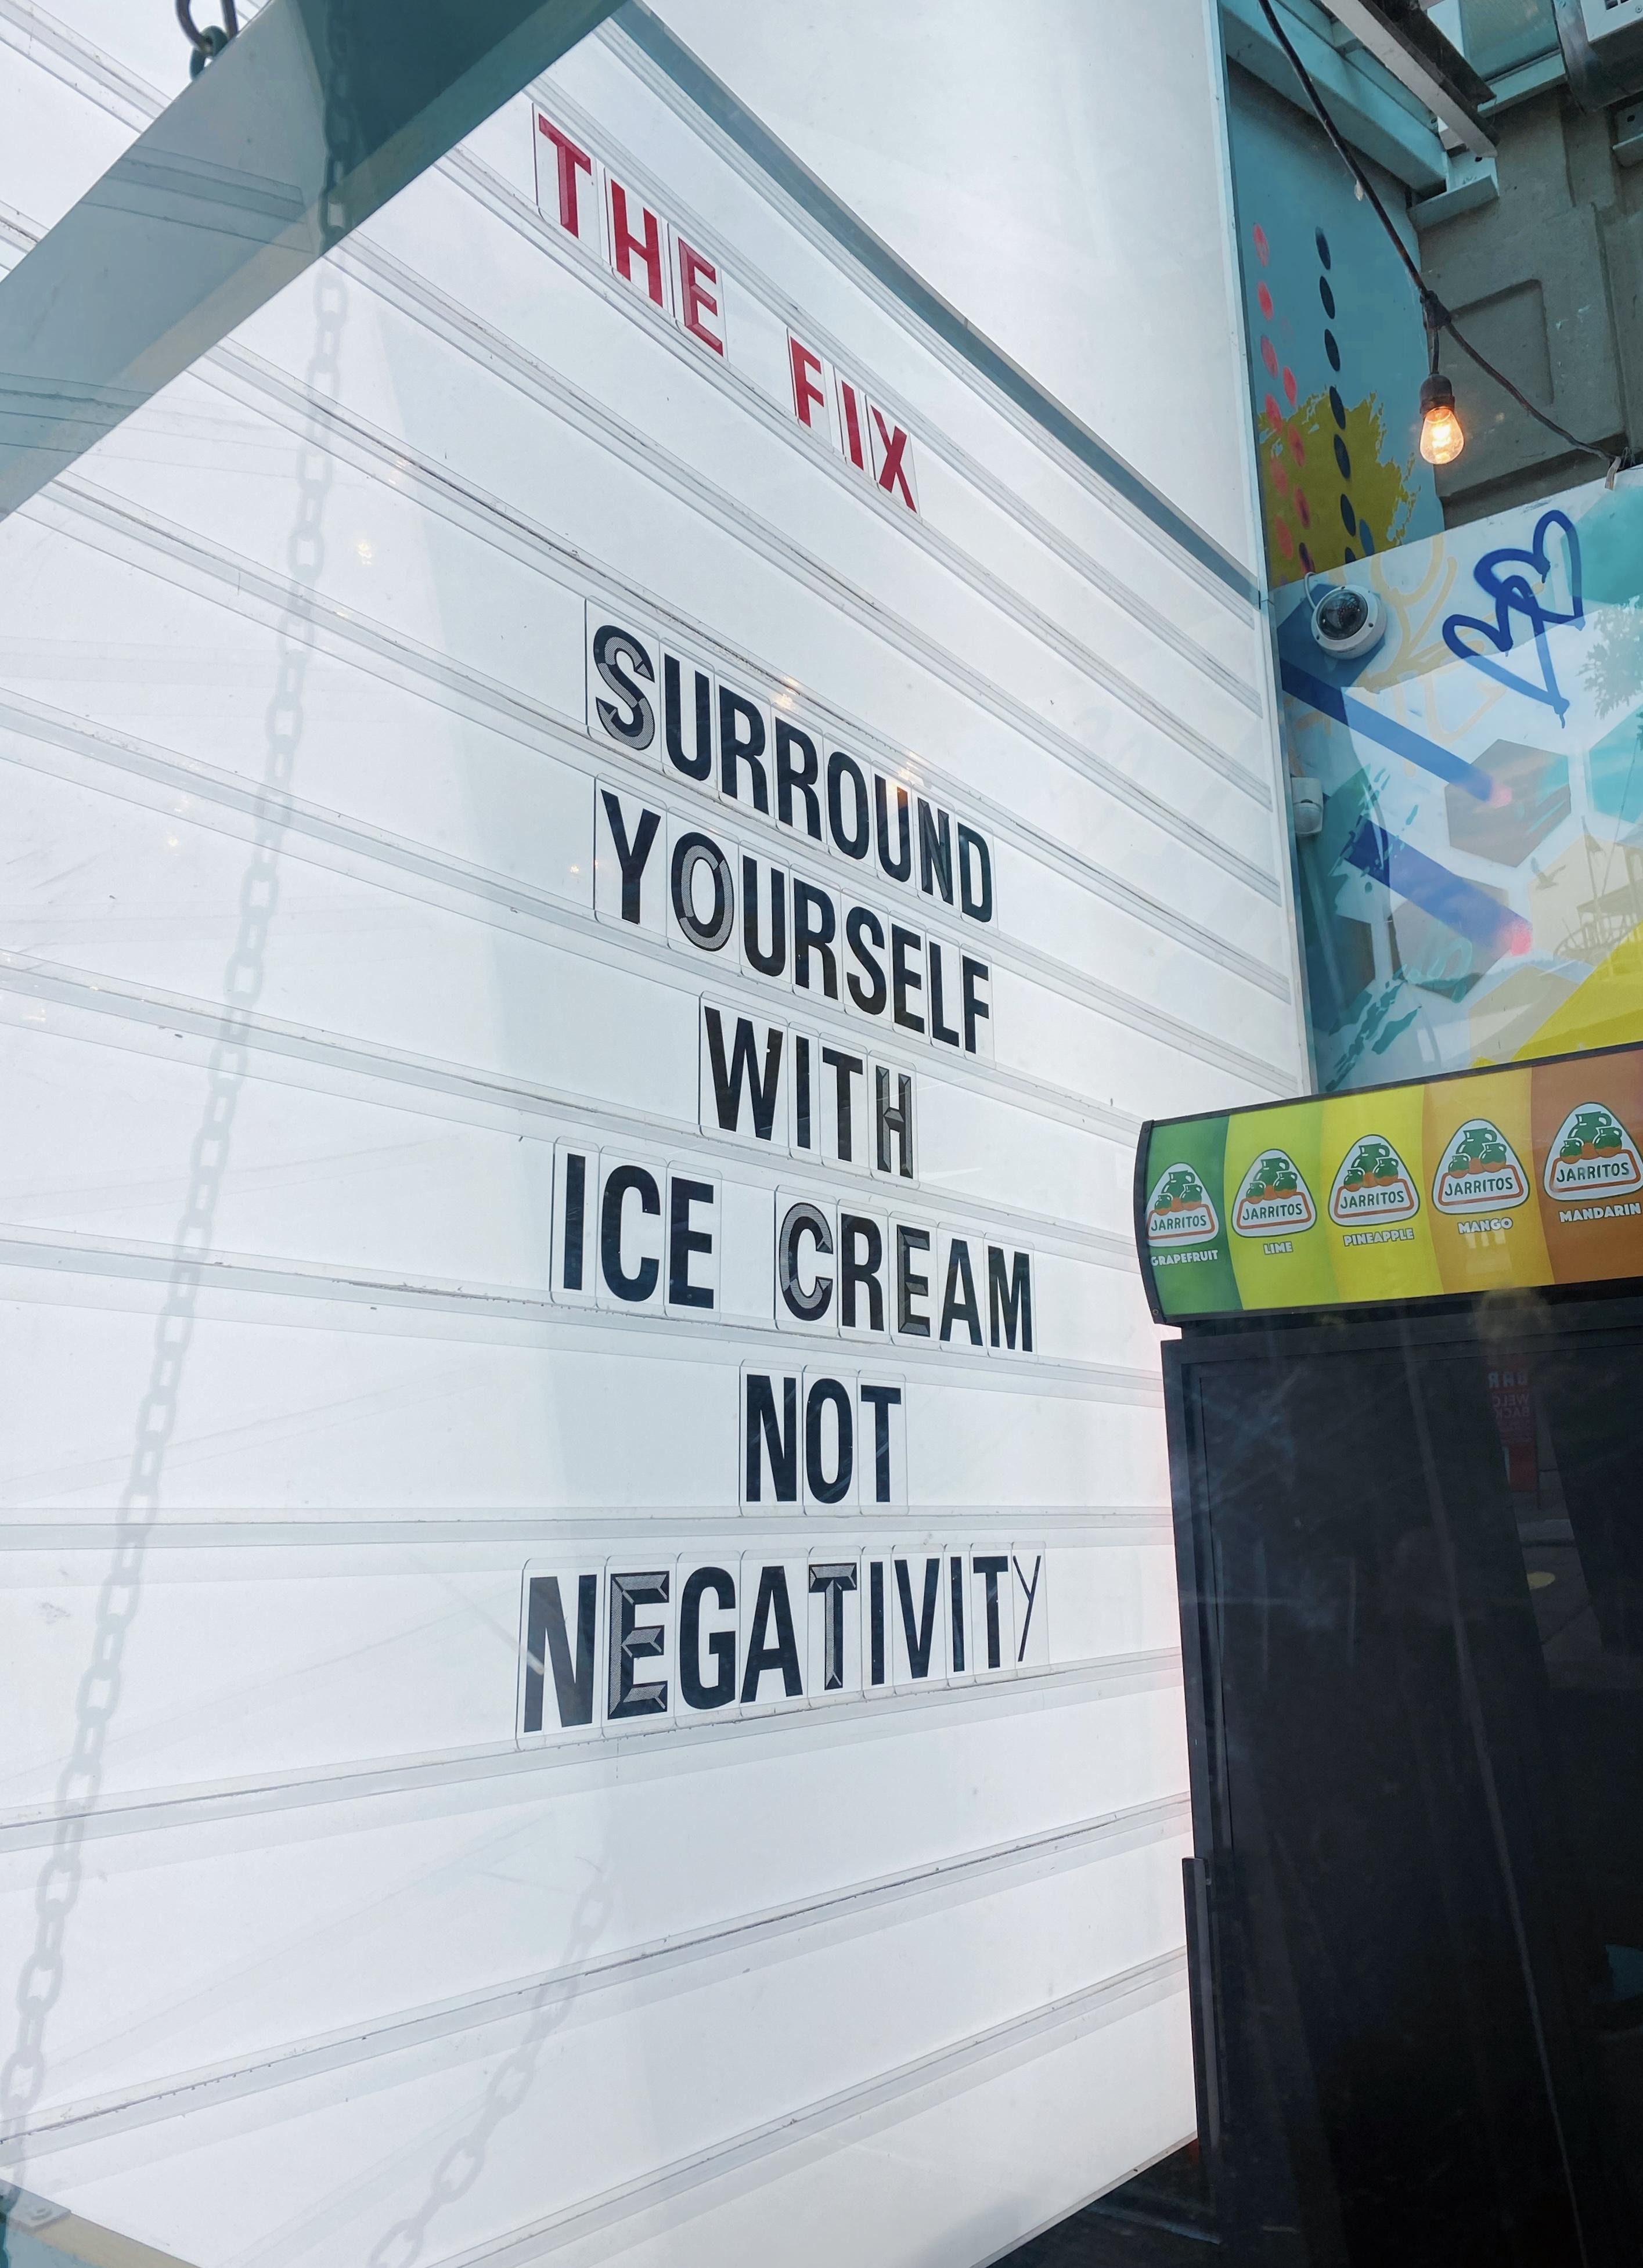 THE FIX
SURROUND
YOURSELF
WITH
ICE CREAM
NOT
NEGATIVITY
JARRITOS
GRAPEFRUIT
JARRITOS
LIME
JARRITOS
PINEAPPLE
JARRITOS
MANGO
JARRITOS
MANDARIN